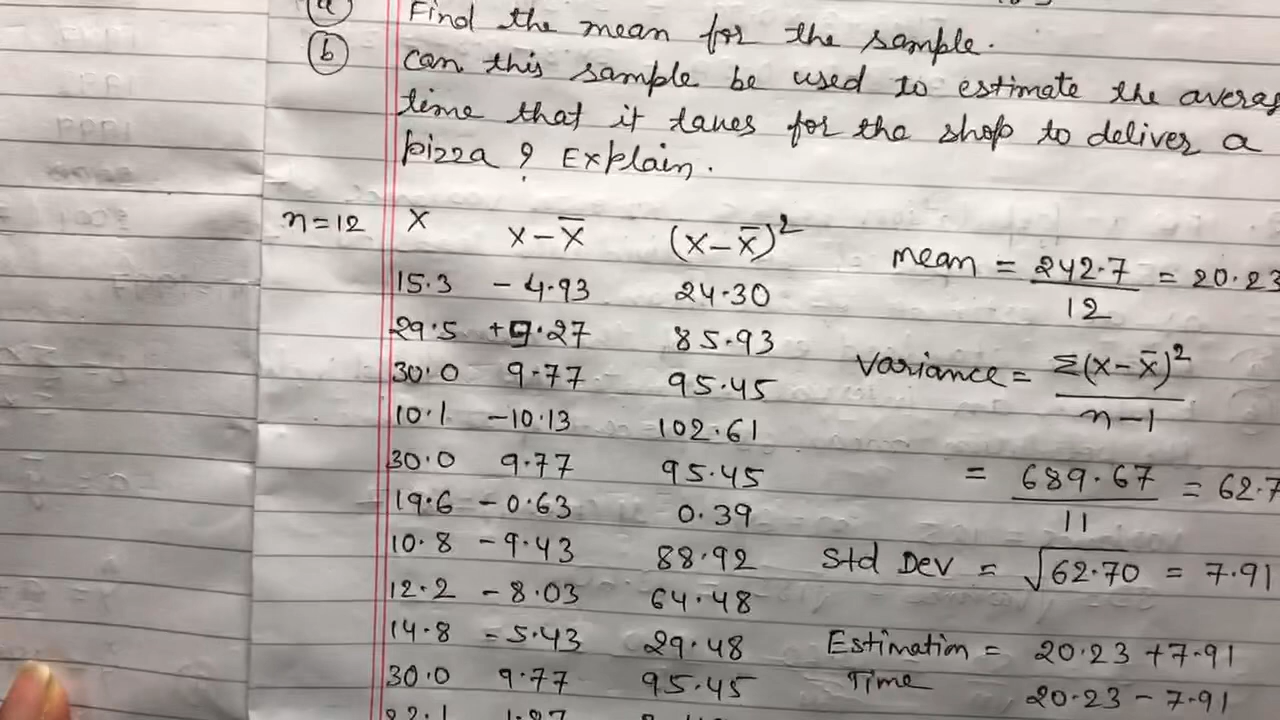 (a) Find the mean for the sample.
(b) Can this sample be used to estimate the averag
time that it takes for the shop to deliver a
pizza ? Explain.
n=12 X X-X̄ (X-X̄)²
mean = 242.7 / 12 = 20.23
15.3 -4.93 24.30
29.5 +9.27 85.93
Variance = Σ(X-X̄)² / n-1
30.0 9.77 95.45
10.1 -10.13 102.61
30.0 9.77 95.45
= 689.67 / 11 = 62.7
19.6 -0.63 0.39
10.8 -9.43 88.92
Std Dev = √62.70 = 7.91
12.2 -8.03 64.48
14.8 -5.43 29.48
Estimation = 20.23 +7.91
Time 20.23 - 7.91
30.0 9.77 95.45